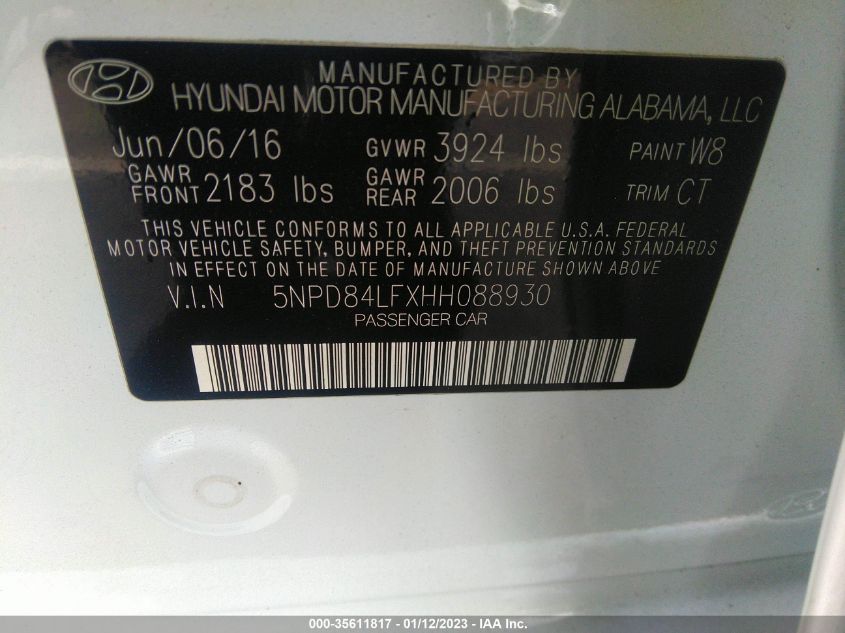 MANUFACTURED BY
HYUNDAI MOTOR MANUFACTURING ALABAMA, LLC
Jun/06/16 GVWR 3924 lbs PAINT W8
GAWR FRONT 2183 lbs GAWR REAR 2006 lbs TRIM CT
THIS VEHICLE CONFORMS TO ALL APPLICABLE U.S.A. FEDERAL
MOTOR VEHICLE SAFETY, BUMPER, AND THEFT PREVENTION STANDARDS
IN EFFECT ON THE DATE OF MANUFACTURE SHOWN ABOVE
V.I.N 5NPD84LFXHH088930
PASSENGER CAR
000-35611817 - 01/12/2023 - IAA Inc.